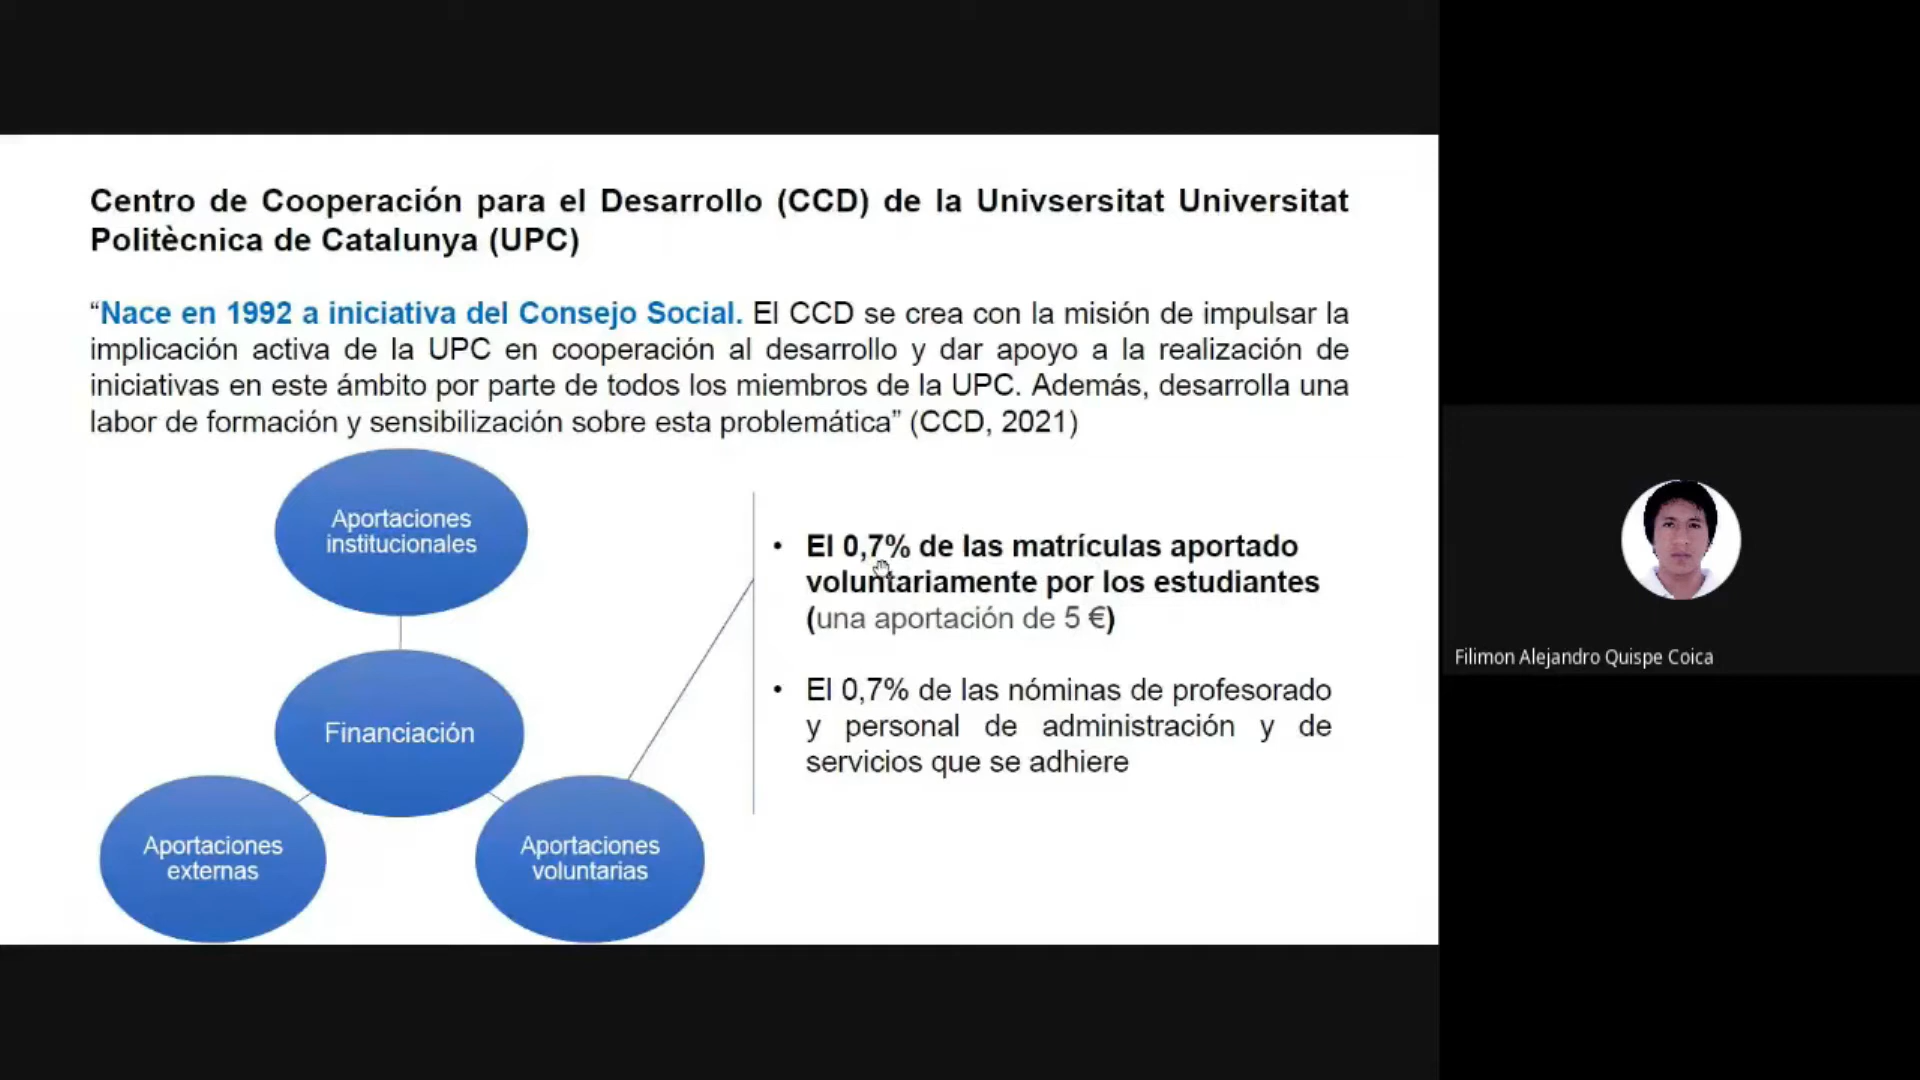 Centro de Cooperación para el Desarrollo (CCD) de la Univsersitat Universitat
Politècnica de Catalunya (UPC)
“Nace en 1992 a iniciativa del Consejo Social. El CCD se crea con la misión de impulsar la
implicación activa de la UPC en cooperación al desarrollo y dar apoyo a la realización de
iniciativas en este ámbito por parte de todos los miembros de la UPC. Además, desarrolla una
labor de formación y sensibilización sobre esta problemática” (CCD, 2021)
Aportaciones
institucionales
Financiación
Aportaciones
externas
Aportaciones
voluntarias
• El 0,7% de las matrículas aportado
voluntariamente por los estudiantes
(una aportación de 5 €)
• El 0,7% de las nóminas de profesorado
y personal de administración y de
servicios que se adhiere
Filimon Alejandro Quispe Coica